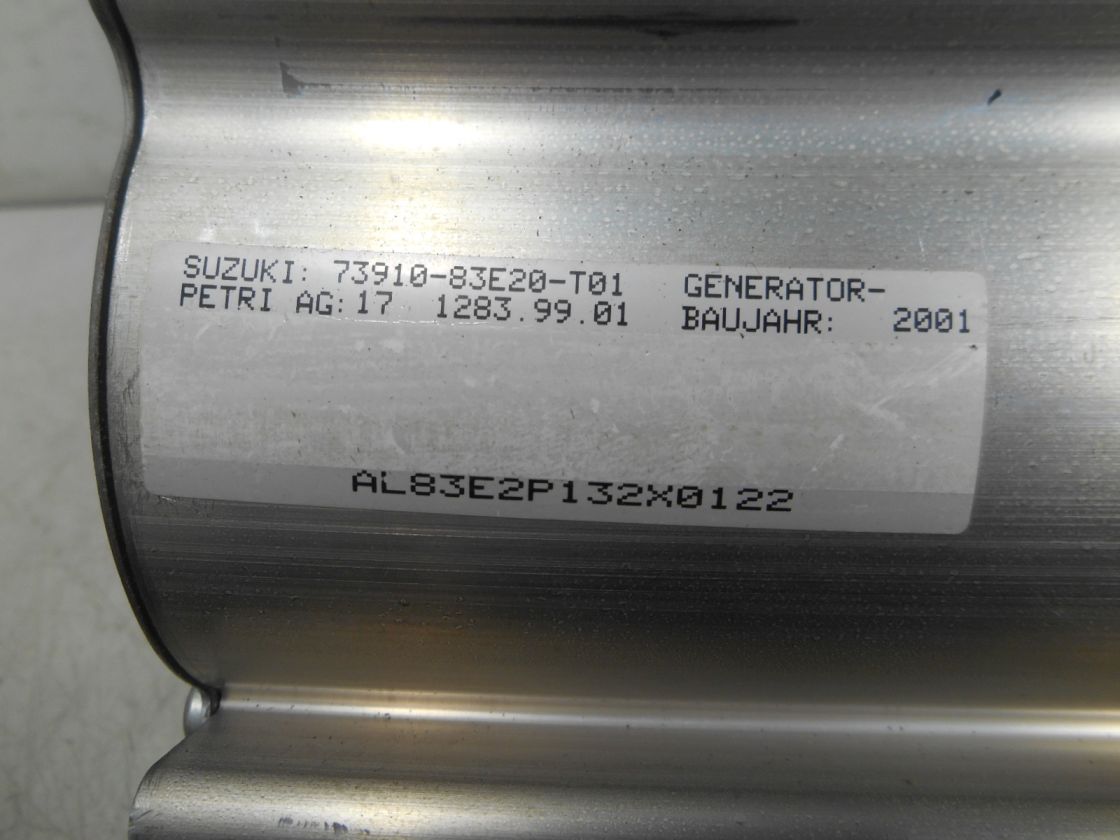 SUZUKI: 73910-83E20-T01 GENERATOR-
PETRI AG: 17 1283.99.01 BAUJAHR: 2001
AL83E2P132X0122